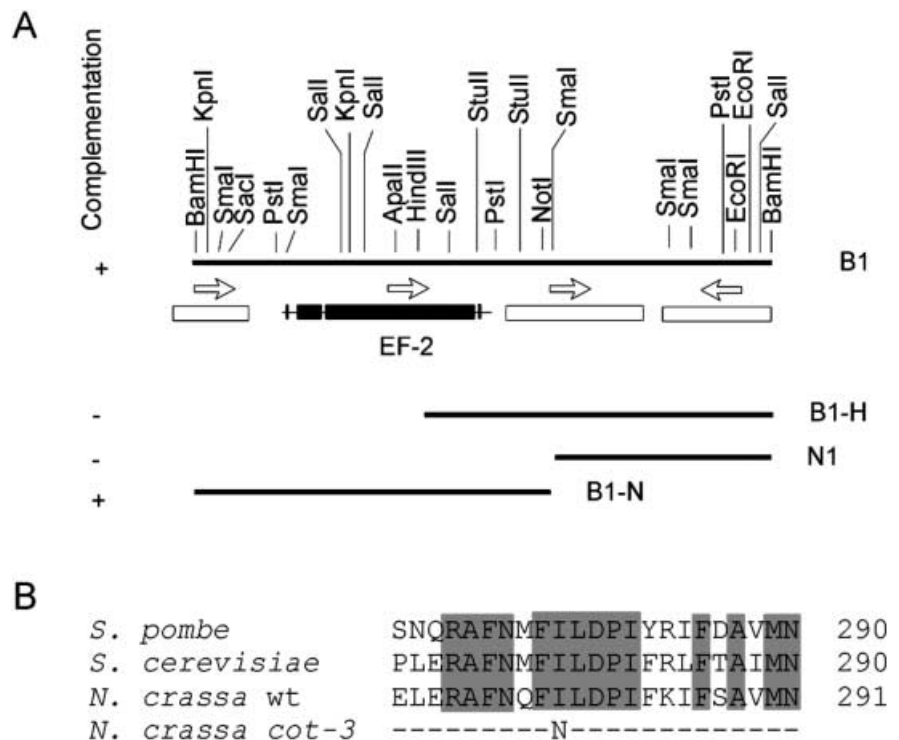 A
Complementation
BamHI
KpnI
SmaI
SacI
PstI
SmaI
SalI
KpnI
SalI
ApaLI
HindIII
SalI
StuII
PstI
StuII
NotI
SmaI
SmaI
SmaI
PstI
EcoRI
EcoRI
SalI
BamHI
+ B1
EF-2
- B1-H
- N1
+ B1-N
B
S. pombe SNQRAFNMFILDPIYRIFDAVMN 290
S. cerevisiae PLERAFNMFILDPIFRLFTAIMN 290
N. crassa wt ELERAFNQFILDPIFKIFSAVMN 291
N. crassa cot-3 ---------N-------------